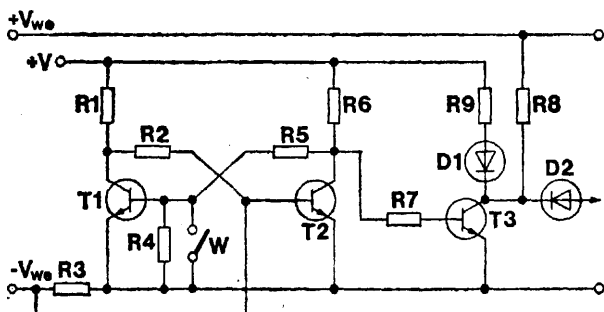 +Vwe
+V
R1 R2 R5 R6 R9 R8
D1 D2
T1 R4 W T2 R7 T3
-Vwe R3